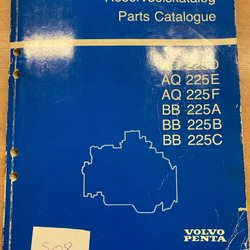 Reservdelskatalog
Parts Catalogue
AQ 225D
AQ 225E
AQ 225F
BB 225A
BB 225B
BB 225C
VOLVO
PENTA